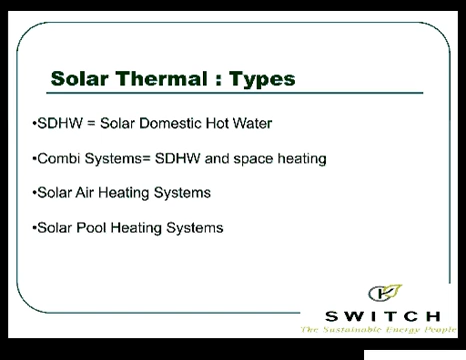 Solar Thermal : Types
•SDHW = Solar Domestic Hot Water
•Combi Systems= SDHW and space heating
•Solar Air Heating Systems
•Solar Pool Heating Systems
SWITCH
The Sustainable Energy People